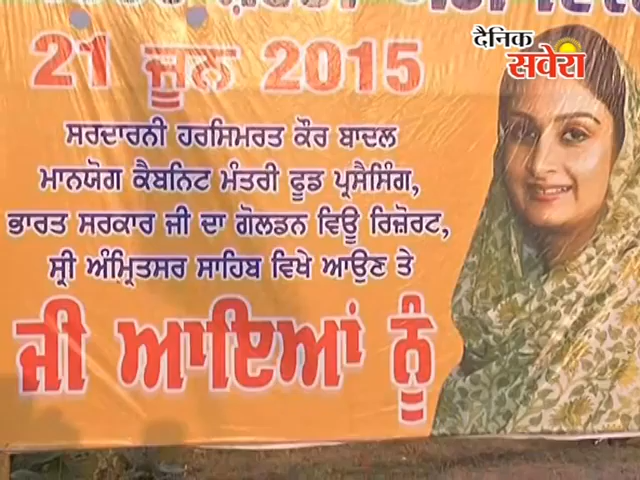 दैनिक
सवेरा
21 ਜੂਨ 2015
ਸਰਦਾਰਨੀ ਹਰਸਿਮਰਤ ਕੌਰ ਬਾਦਲ
ਮਾਨਯੋਗ ਕੈਬਨਿਟ ਮੰਤਰੀ ਫੂਡ ਪ੍ਰਸੈਸਿੰਗ,
ਭਾਰਤ ਸਰਕਾਰ ਜੀ ਦਾ ਗੋਲਡਨ ਵਿਊ ਰਿਜ਼ੋਰਟ,
ਸ੍ਰੀ ਅੰਮ੍ਰਿਤਸਰ ਸਾਹਿਬ ਵਿਖੇ ਆਉਣ ਤੇ
ਜੀ ਆਇਆਂ ਨੂੰ